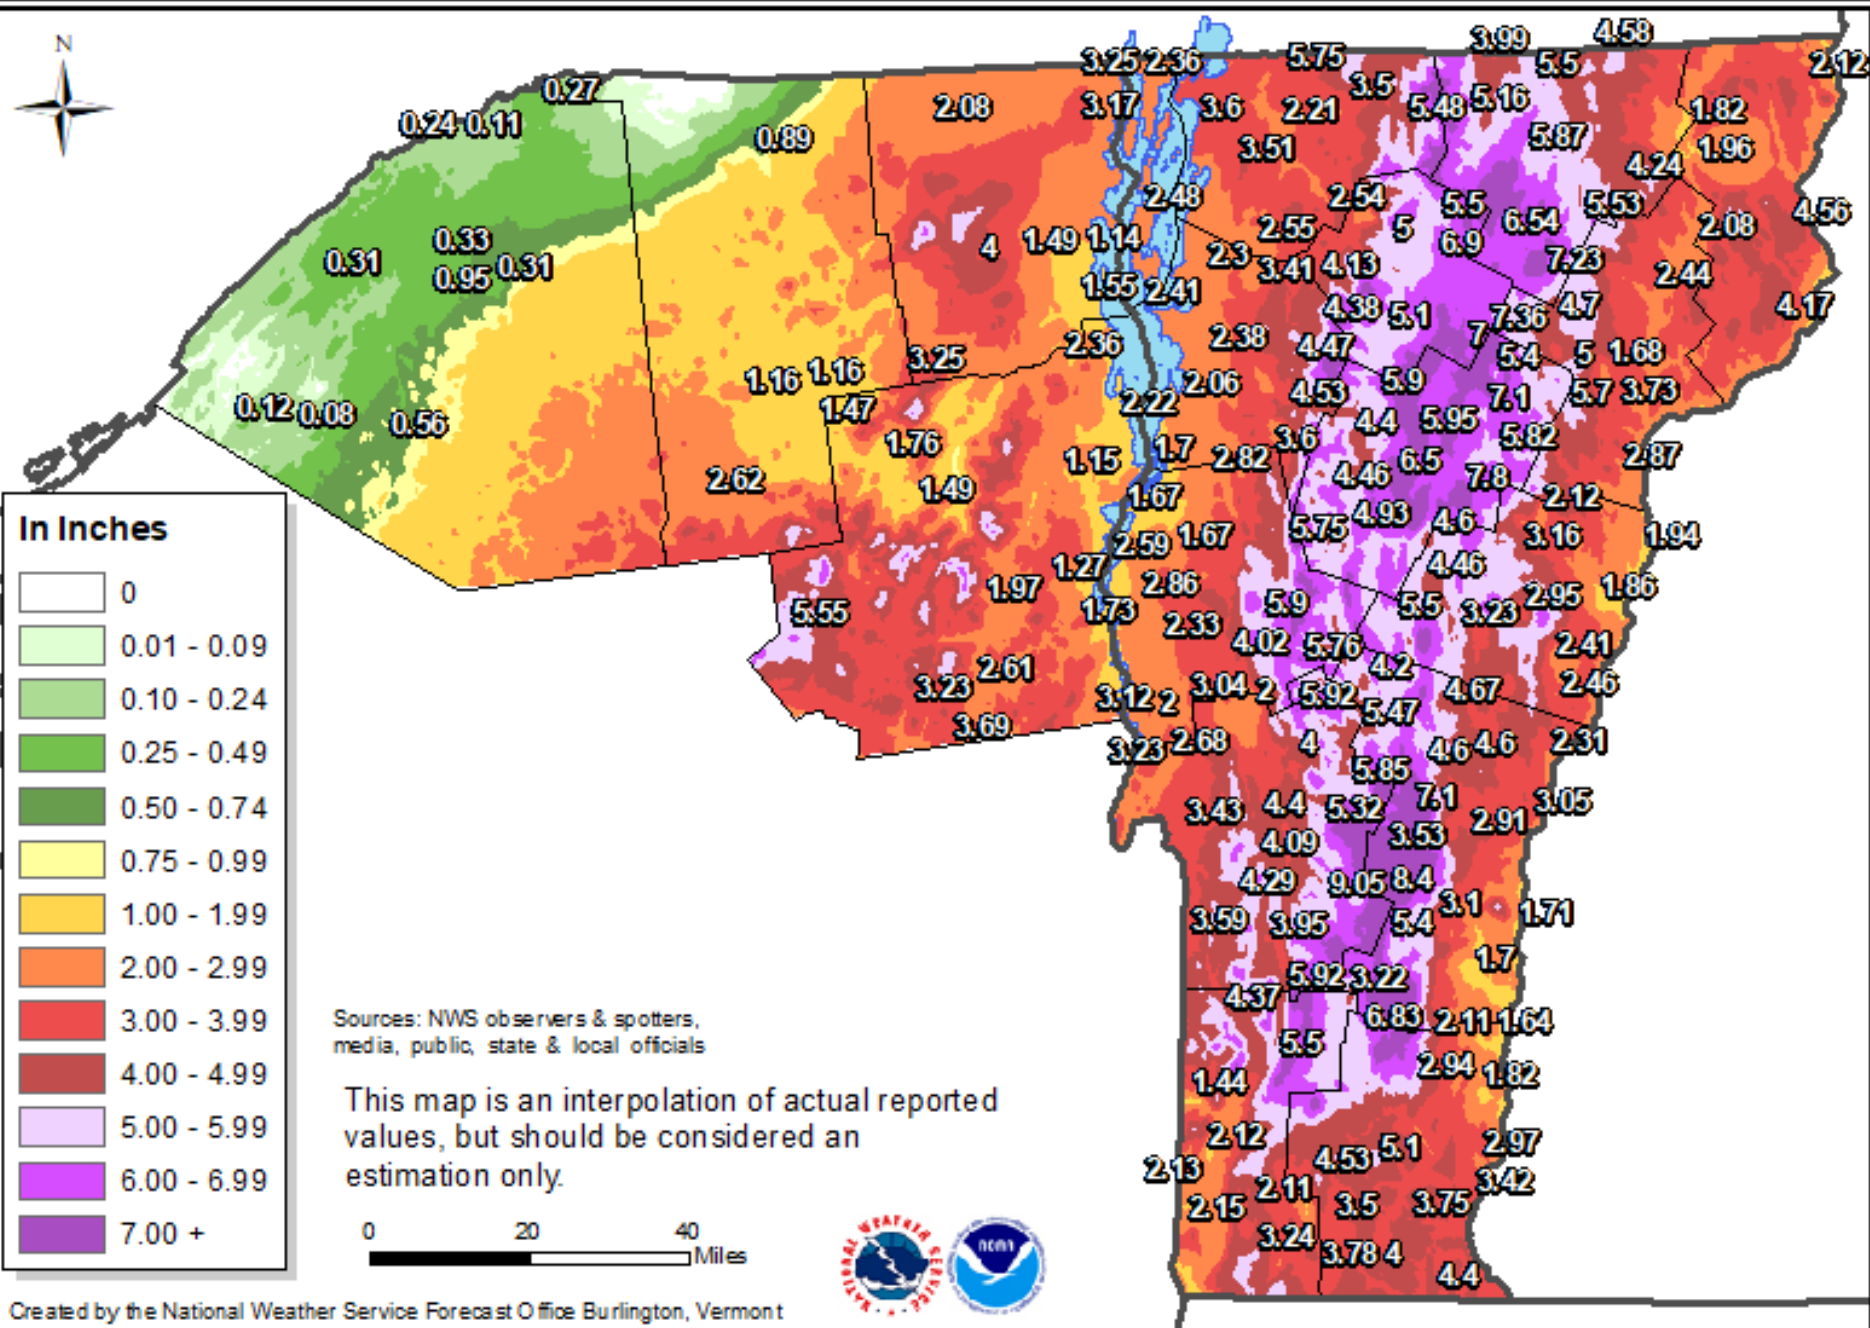 N
3.99 4.58
3.25 2.36 5.75 5.5 2.12
0.27 3.5
2.08 3.17 3.6 2.21 5.48 5.16 1.82
0.24 0.11
0.89 3.51 5.87 1.96
4.24
2.48 2.54 5.5 5.53
4.56
0.33 4 1.49 1.14 2.55 5 6.9 6.54 2.08
0.31 0.95 0.31 2.3 3.41 4.13 7.23 2.44
1.55 2.41 4.38 5.1 7.36 4.7 4.17
2.36 2.38 4.47 7
1.16 1.16 3.25 5.4 5 1.68
2.06 4.53 5.9 7.1 5.7 3.73
0.12 0.08 0.56 1.47 2.22 4.4 5.95
1.76 1.7 3.6 5.82
1.15 2.82 4.46 6.5 7.8 2.87
2.62 1.49 1.67 2.12
5.75 4.93 4.6
2.59 1.67 3.16 1.94
1.27 4.46
1.97 2.86 2.95 1.86
5.55 1.73 5.9 5.5 3.23
2.33 4.02 5.76 2.41
2.61 4.2
3.23 3.12 2 3.04 2 5.92 4.67 2.46
3.69 5.47
3.23 2.68 4 4.6 4.6 2.31
5.85
3.43 4.4 5.32 7.1 3.05
4.09 3.53 2.91
4.29 9.05 8.4
3.59 3.95 5.4 3.1 1.71
1.7
5.92 3.22
4.37 6.83 2.11 1.64
5.5
1.44 2.94 1.82
2.12 4.53 5.1 2.97
2.13 2.11 3.42
2.15 3.5 3.75
3.24 3.78 4
4.4
In Inches
0
0.01 - 0.09
0.10 - 0.24
0.25 - 0.49
0.50 - 0.74
0.75 - 0.99
1.00 - 1.99
2.00 - 2.99
3.00 - 3.99
4.00 - 4.99
5.00 - 5.99
6.00 - 6.99
7.00 +
Sources: NWS observers & spotters,
media, public, state & local officials
This map is an interpolation of actual reported
values, but should be considered an
estimation only.
0 20 40
Miles
NATIONAL WEATHER SERVICE
noaa
Created by the National Weather Service Forecast Office Burlington, Vermont